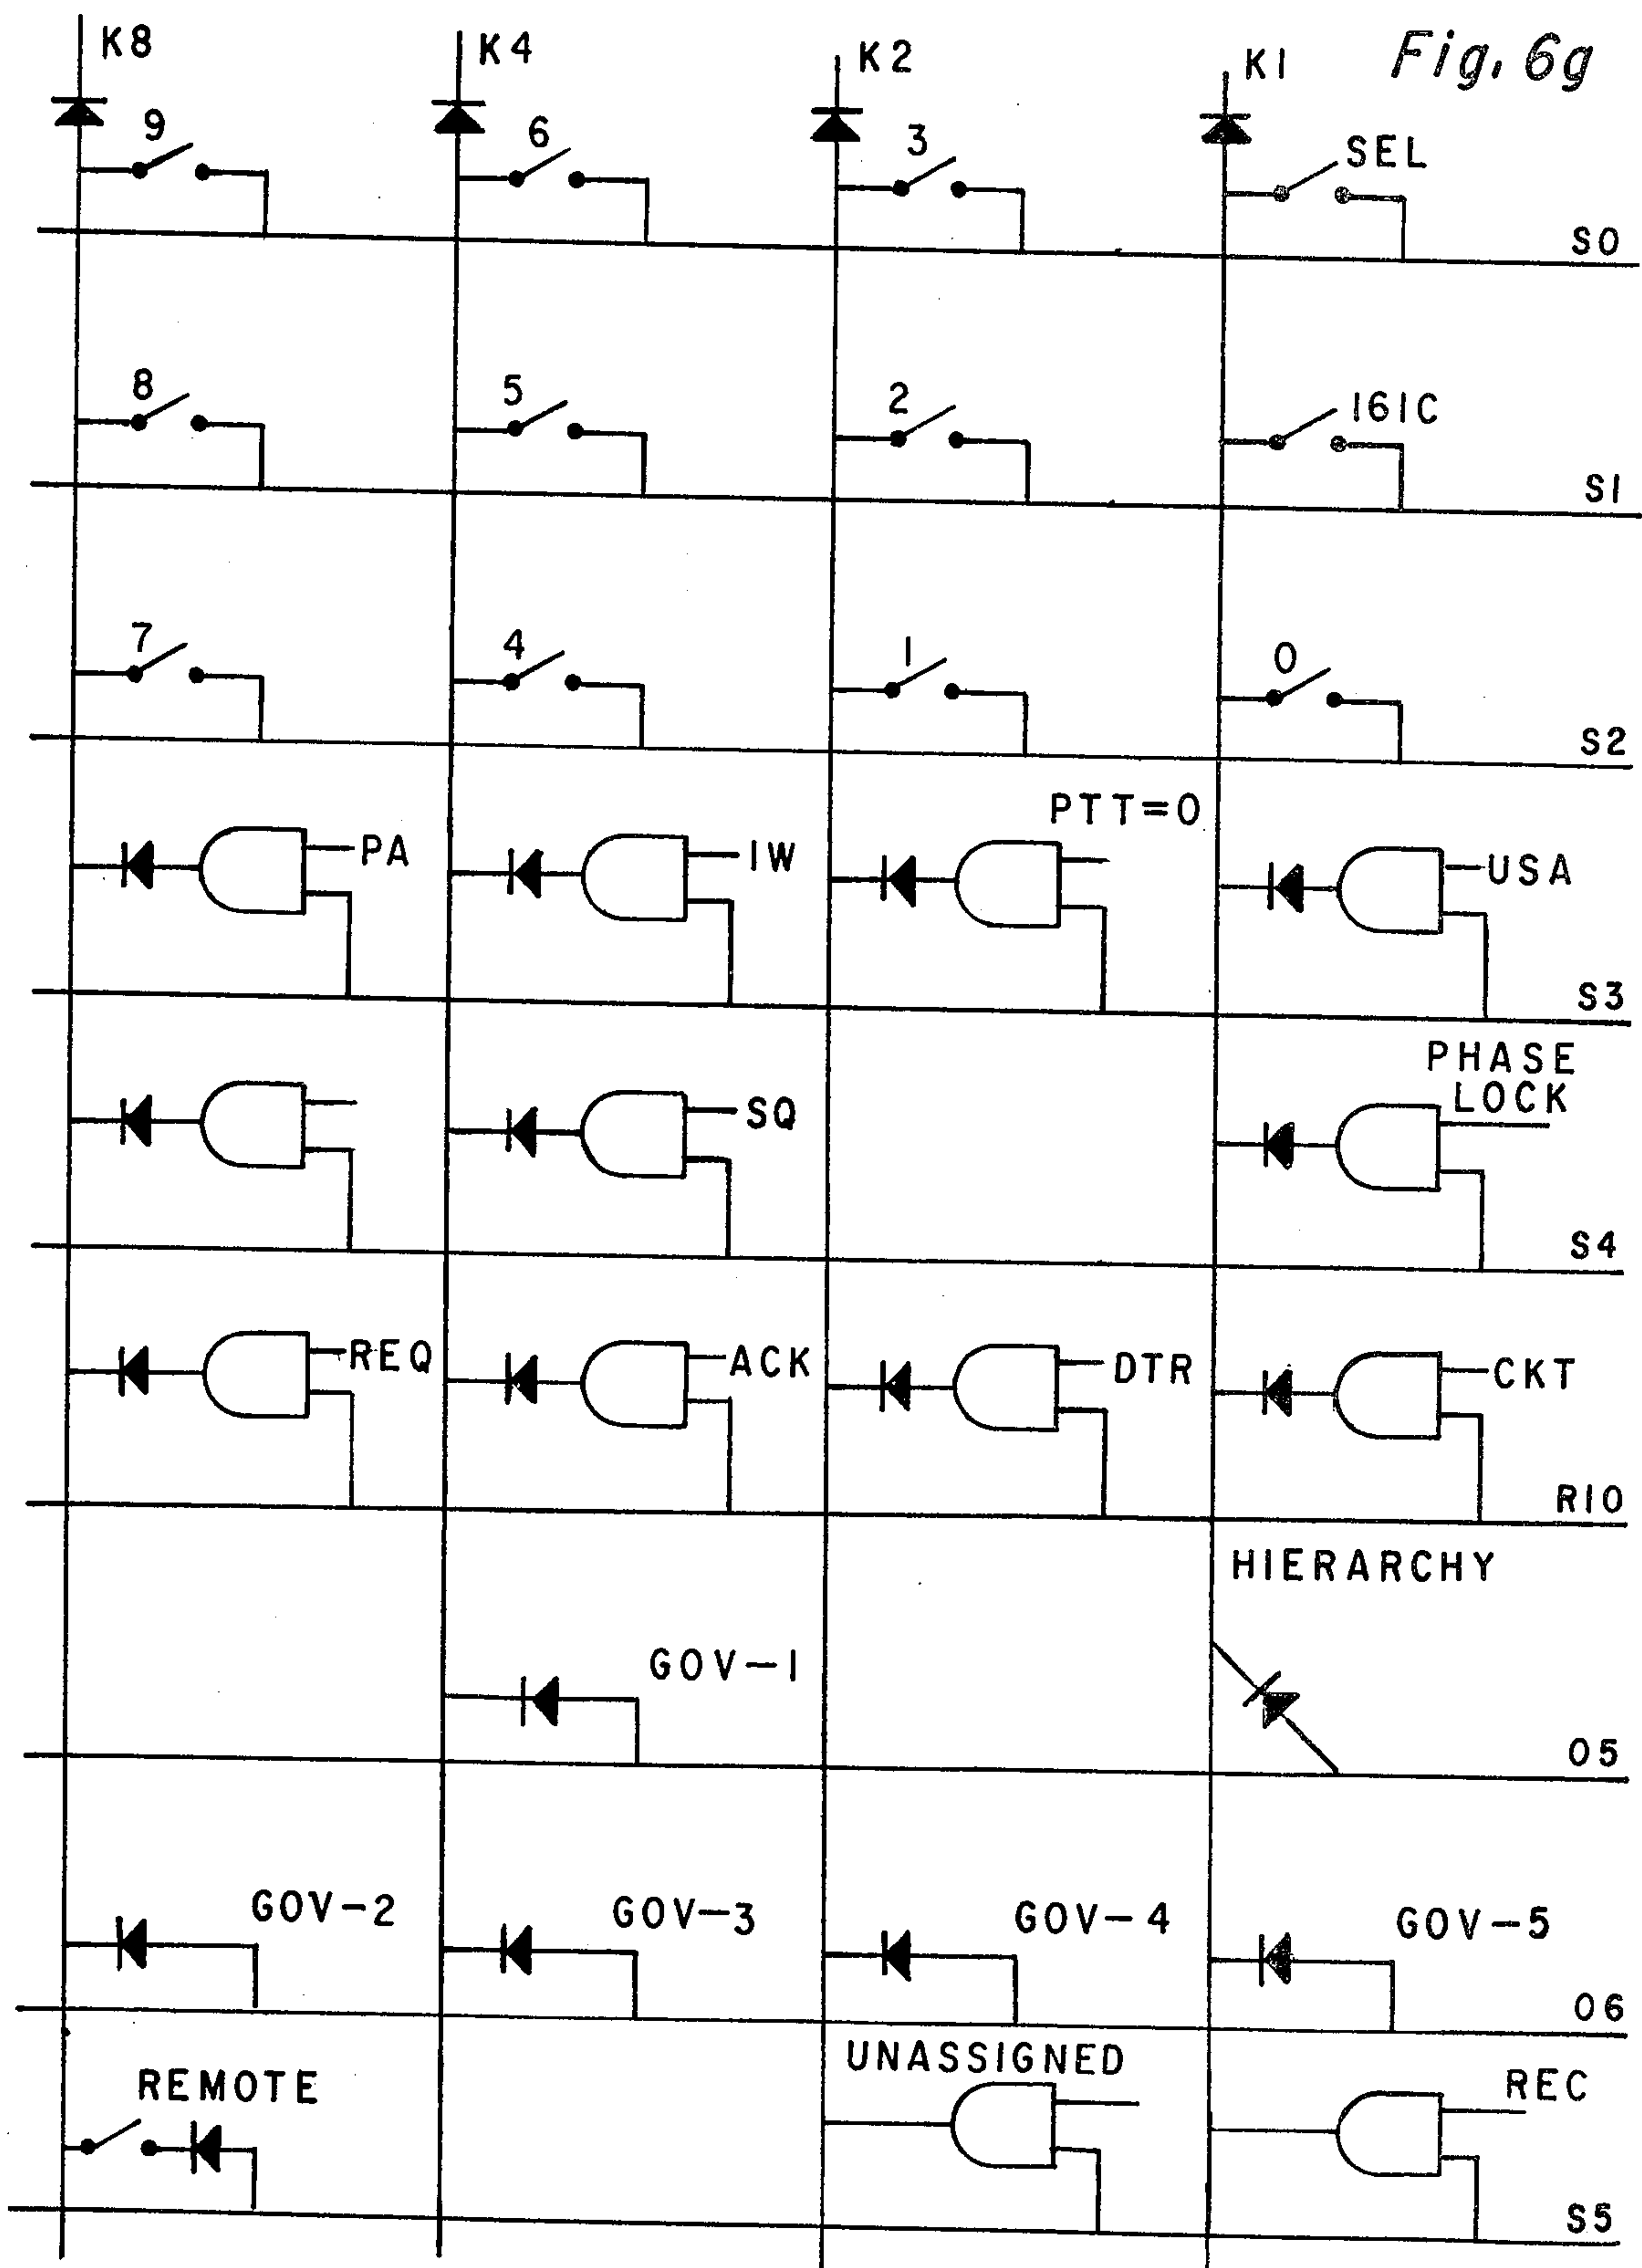 K8
K4
K2
K1
Fig. 6g
9
6
3
SEL
S0
8
5
2
161C
S1
7
4
1
0
S2
PA
IW
PTT=0
USA
S3
SQ
PHASE
LOCK
S4
REQ
ACK
DTR
CKT
R10
HIERARCHY
GOV-1
05
GOV-2
GOV-3
GOV-4
GOV-5
06
REMOTE
UNASSIGNED
REC
S5